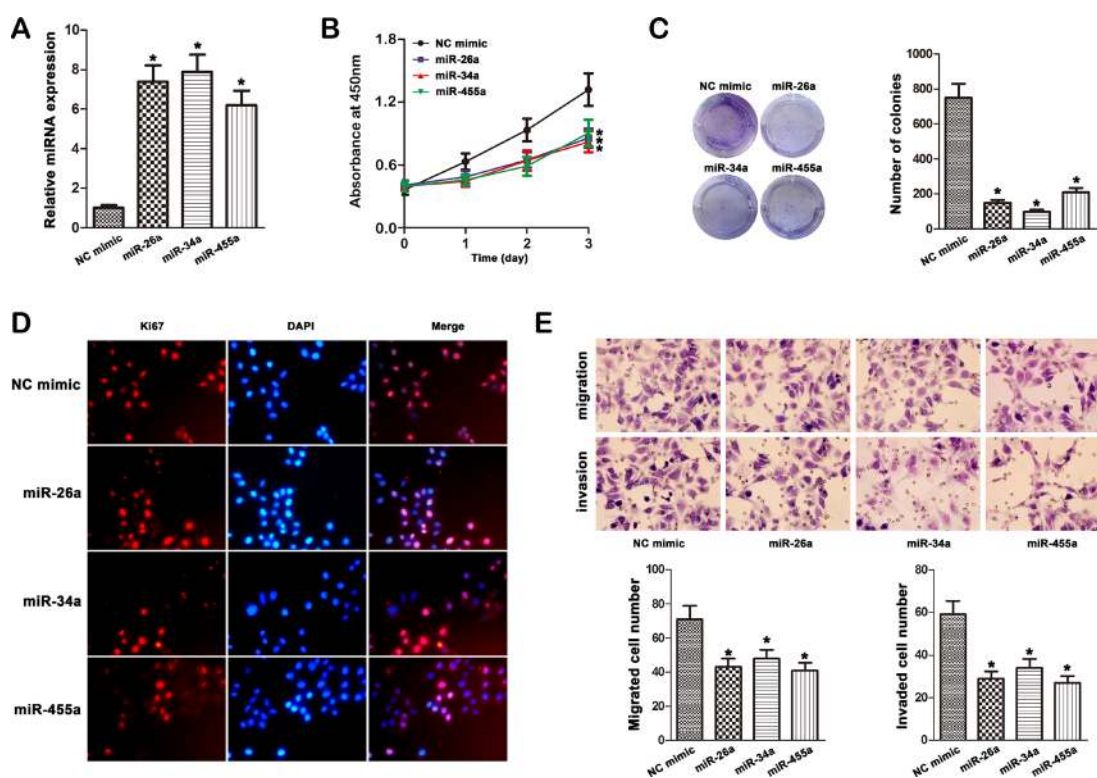 A
Relative miRNA expression
10
8
6
4
2
0
*
*
*
NC mimic
miR-26a
miR-34a
miR-455a
B
Absorbance at 450nm
1.8
1.2
0.6
0.0
NC mimic
miR-26a
miR-34a
miR-455a
*
*
*
0
1
2
3
Time (day)
C
NC mimic
miR-26a
miR-34a
miR-455a
Number of colonies
1000
800
600
400
200
0
*
*
*
NC mimic
miR-26a
miR-34a
miR-455a
D
Ki67
DAPI
Merge
NC mimic
miR-26a
miR-34a
miR-455a
E
migration
invasion
NC mimic
miR-26a
miR-34a
miR-455a
Migrated cell number
100
80
60
40
20
0
*
*
*
NC mimic
miR-26a
miR-34a
miR-455a
Invaded cell number
80
60
40
20
0
*
*
*
NC mimic
miR-26a
miR-34a
miR-455a